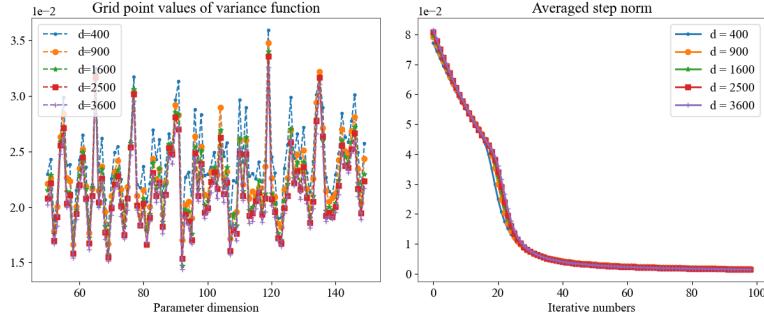 Grid point values of variance function
1e−2
d=400
d=900
d=1600
d=2500
d=3600
3.5
3.0
2.5
2.0
1.5
60
80
100
120
140
Parameter dimension
Averaged step norm
1e−2
d = 400
d = 900
d = 1600
d = 2500
d = 3600
8
7
6
5
4
3
2
1
0
0
20
40
60
80
100
Iterative numbers